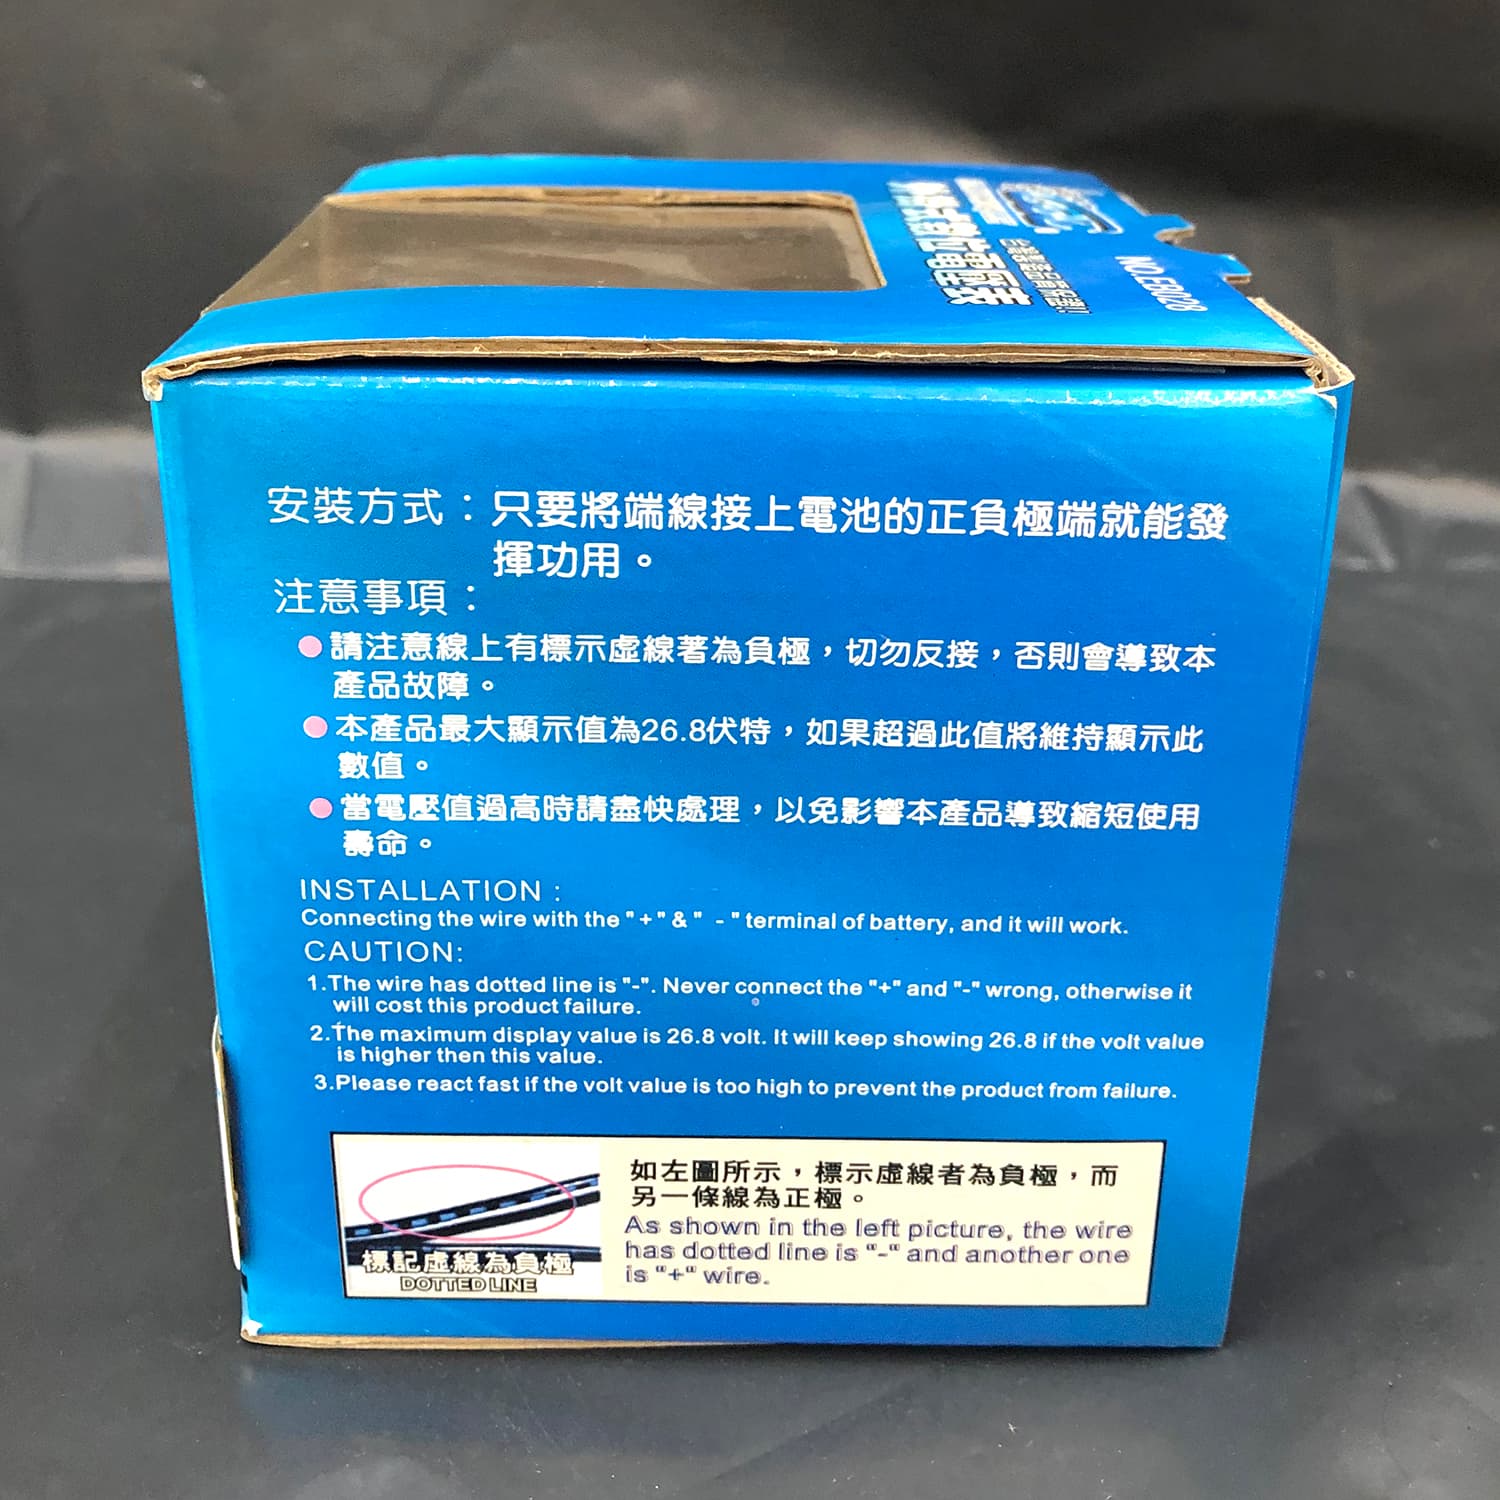 NO.EB028
安裝方式：只要將端線接上電池的正負極端就能發
揮功用。
注意事項：
●請注意線上有標示虛線著為負極，切勿反接，否則會導致本
產品故障。
●本產品最大顯示值為26.8伏特，如果超過此值將維持顯示此
數值。
●當電壓值過高時請盡快處理，以免影響本產品導致縮短使用
壽命。
INSTALLATION :
Connecting the wire with the "+" & " - " terminal of battery, and it will work.
CAUTION:
1.The wire has dotted line is "-". Never connect the "+" and "-" wrong, otherwise it
will cost this product failure.
2.The maximum display value is 26.8 volt. It will keep showing 26.8 if the volt value
is higher then this value.
3.Please react fast if the volt value is too high to prevent the product from failure.
標記虛線為負極
DOTTED LINE
如左圖所示，標示虛線者為負極，而
另一條線為正極。
As shown in the left picture, the wire
has dotted line is "-" and another one
is "+" wire.